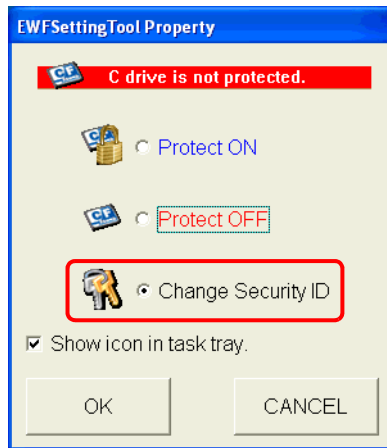 EWFSettingTool Property
C drive is not protected.
Protect ON
Protect OFF
Change Security ID
Show icon in task tray.
OK
CANCEL